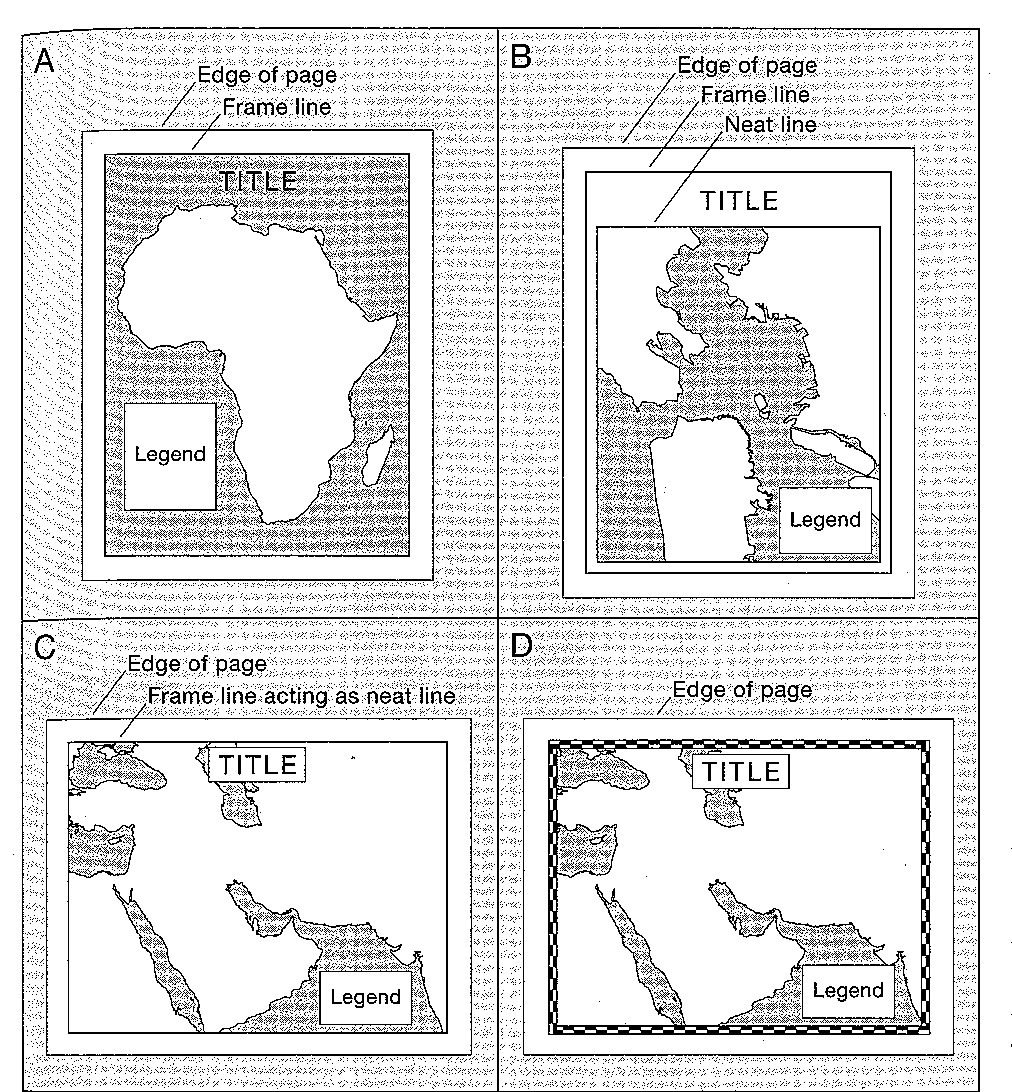 A
Edge of page
Frame line
TITLE
Legend
B
Edge of page
Frame line
Neat line
TITLE
Legend
C
Edge of page
Frame line acting as neat line
TITLE
Legend
D
Edge of page
TITLE
Legend